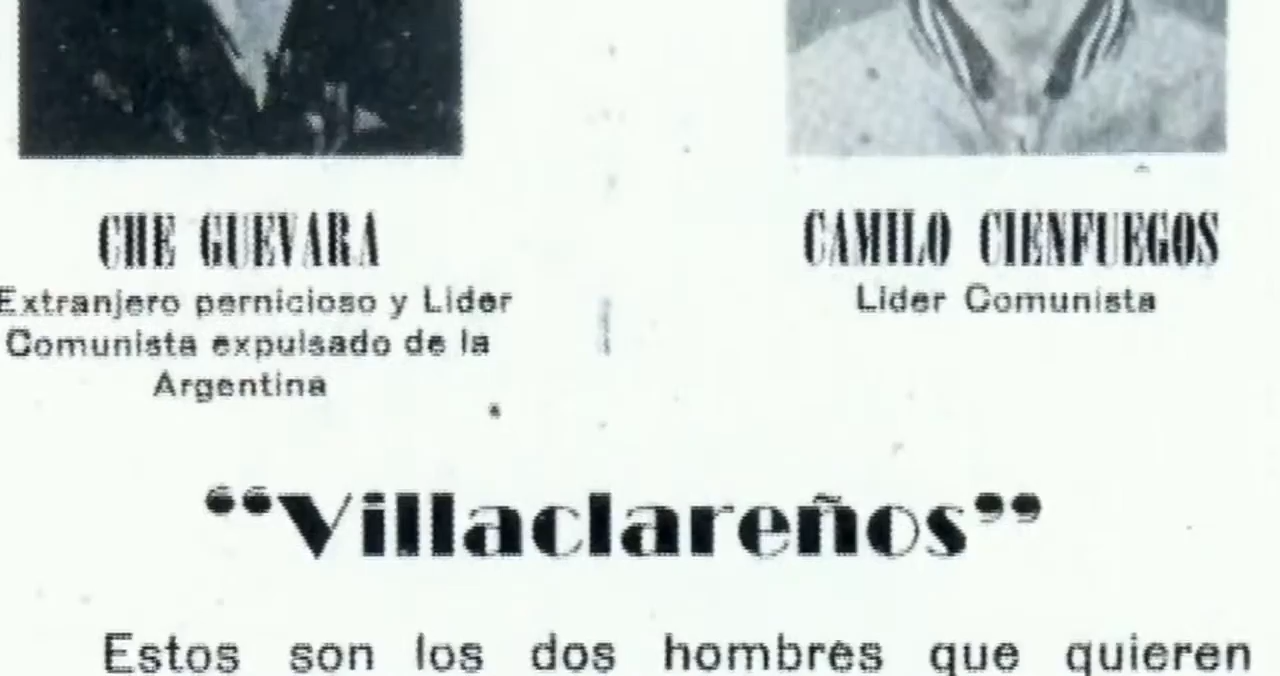 CHE GUEVARA
Extranjero pernicioso y Lider
Comunista expulsado de la
Argentina
CAMILO CIENFUEGOS
Lider Comunista
“Villaclareños”
Estos son los dos hombres que quieren